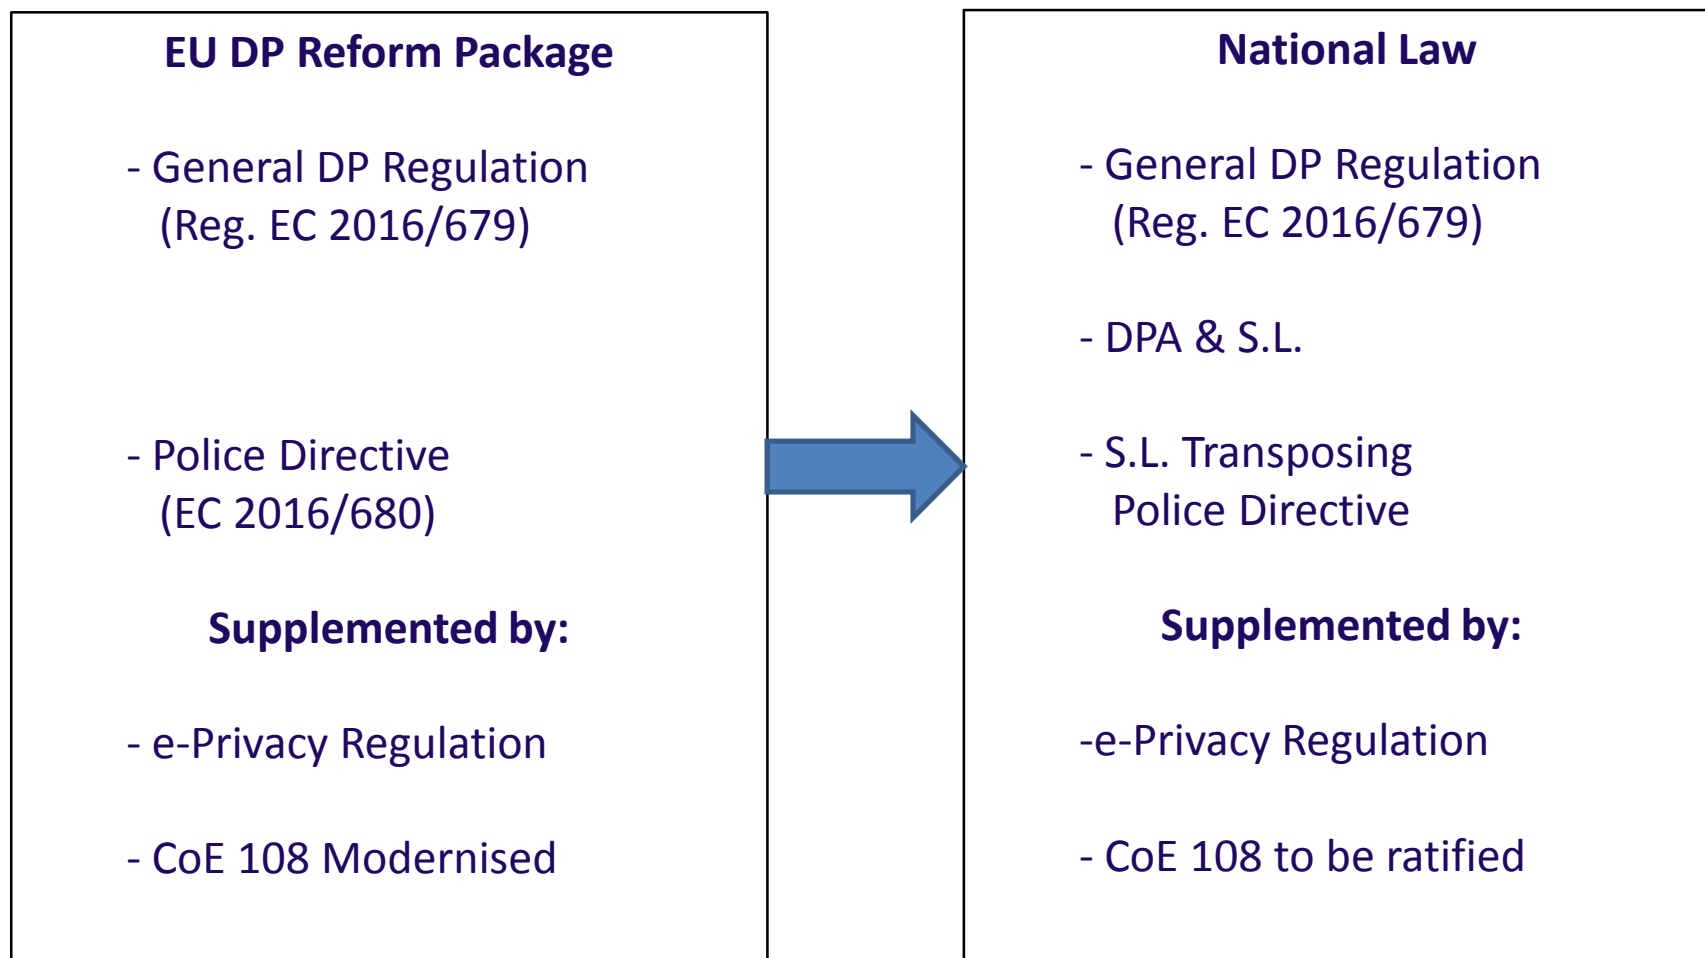 EU DP Reform Package
- General DP Regulation
(Reg. EC 2016/679)
- Police Directive
(EC 2016/680)
Supplemented by:
- e-Privacy Regulation
- CoE 108 Modernised
National Law
- General DP Regulation
(Reg. EC 2016/679)
- DPA & S.L.
- S.L. Transposing
Police Directive
Supplemented by:
-e-Privacy Regulation
- CoE 108 to be ratified